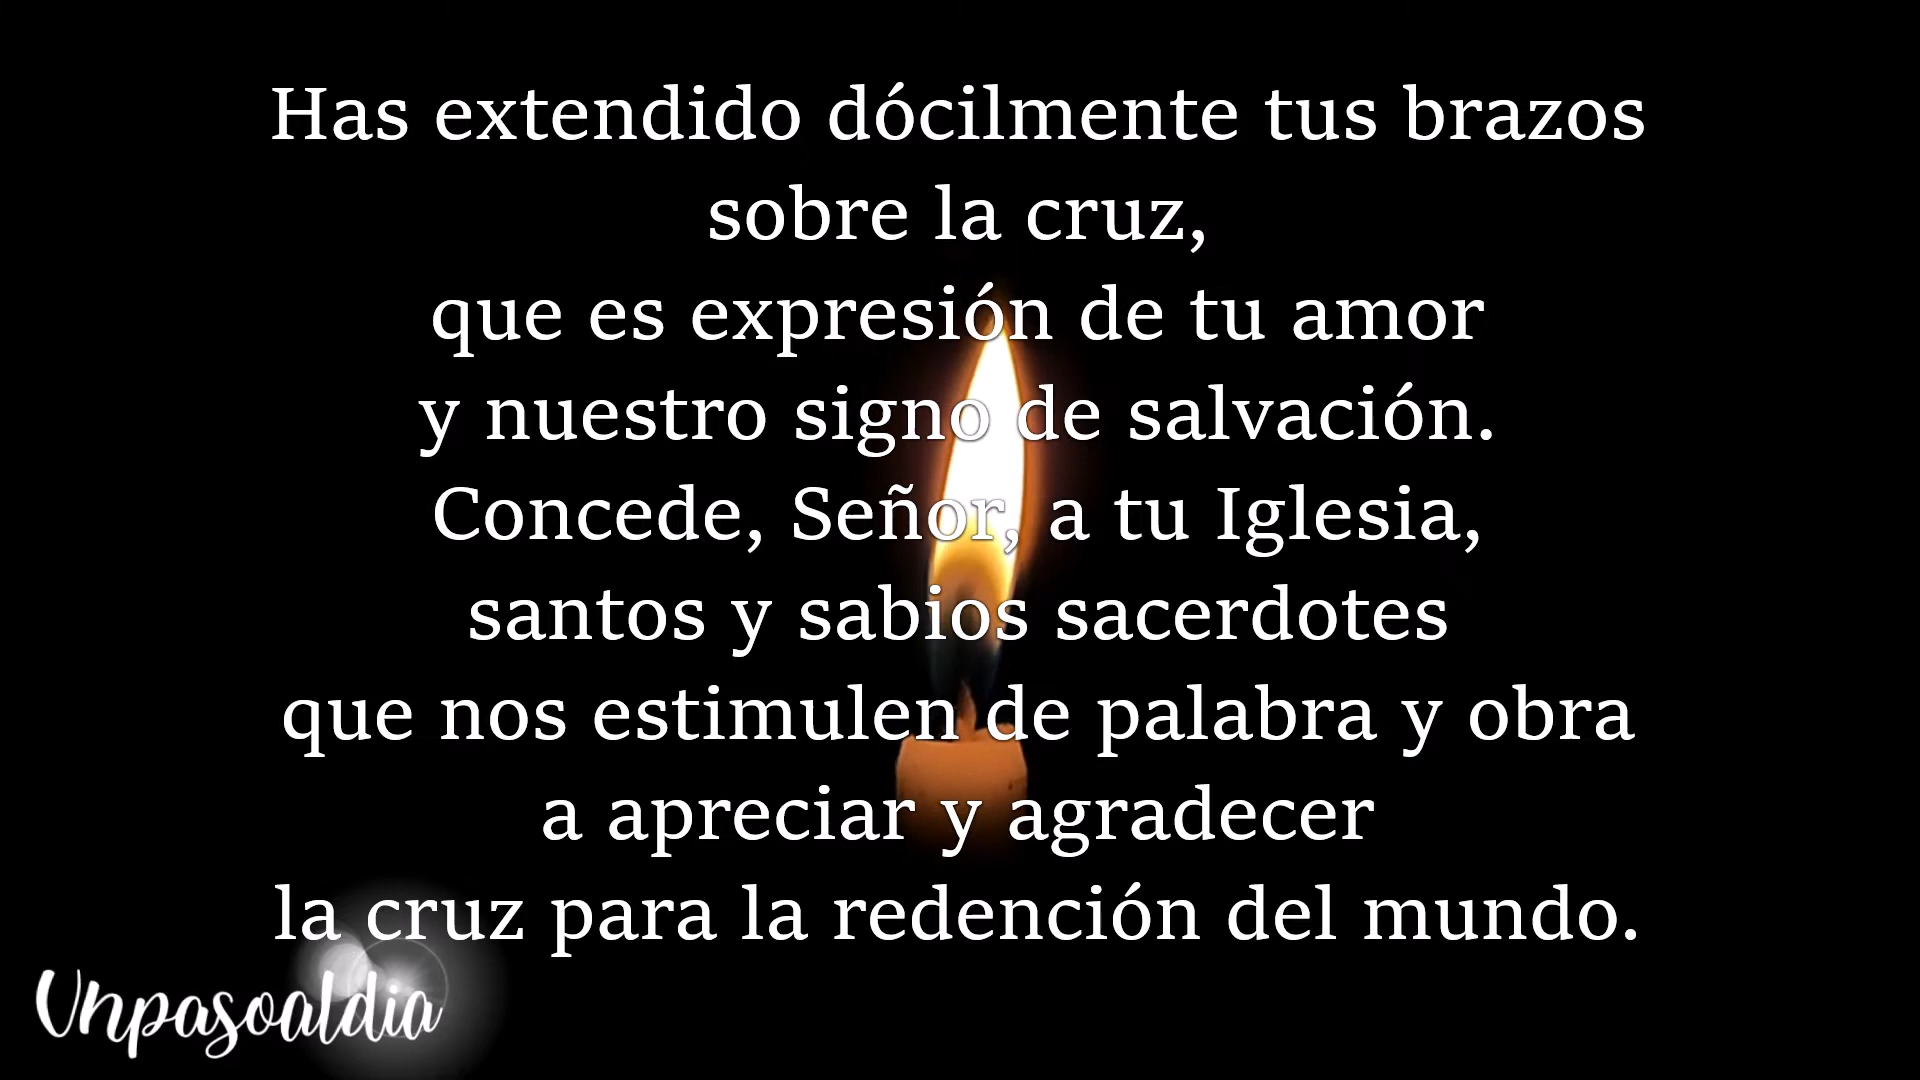 Has extendido dócilmente tus brazos
sobre la cruz,
que es expresión de tu amor
y nuestro signo de salvación.
Concede, Señor, a tu Iglesia,
santos y sabios sacerdotes
que nos estimulen de palabra y obra
a apreciar y agradecer
la cruz para la redención del mundo.
Unpasoaldia